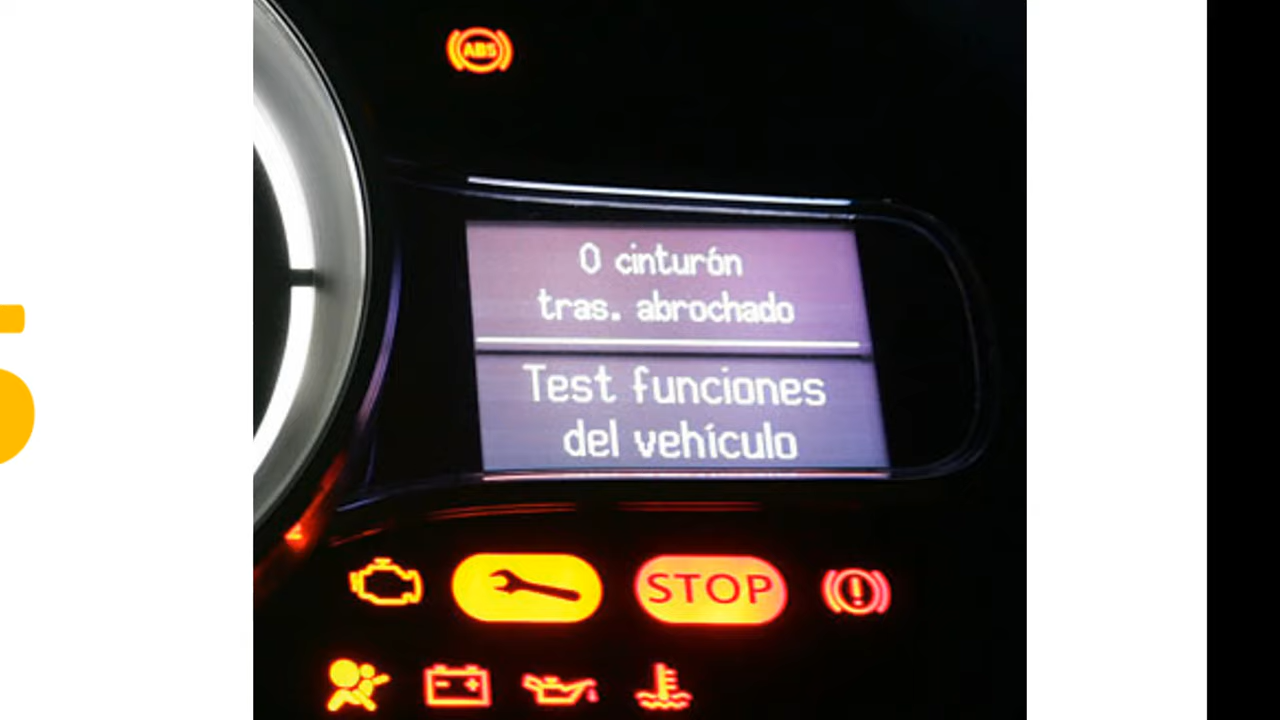 ABS
0 cinturón
tras. abrochado
Test funciones
del vehículo
STOP